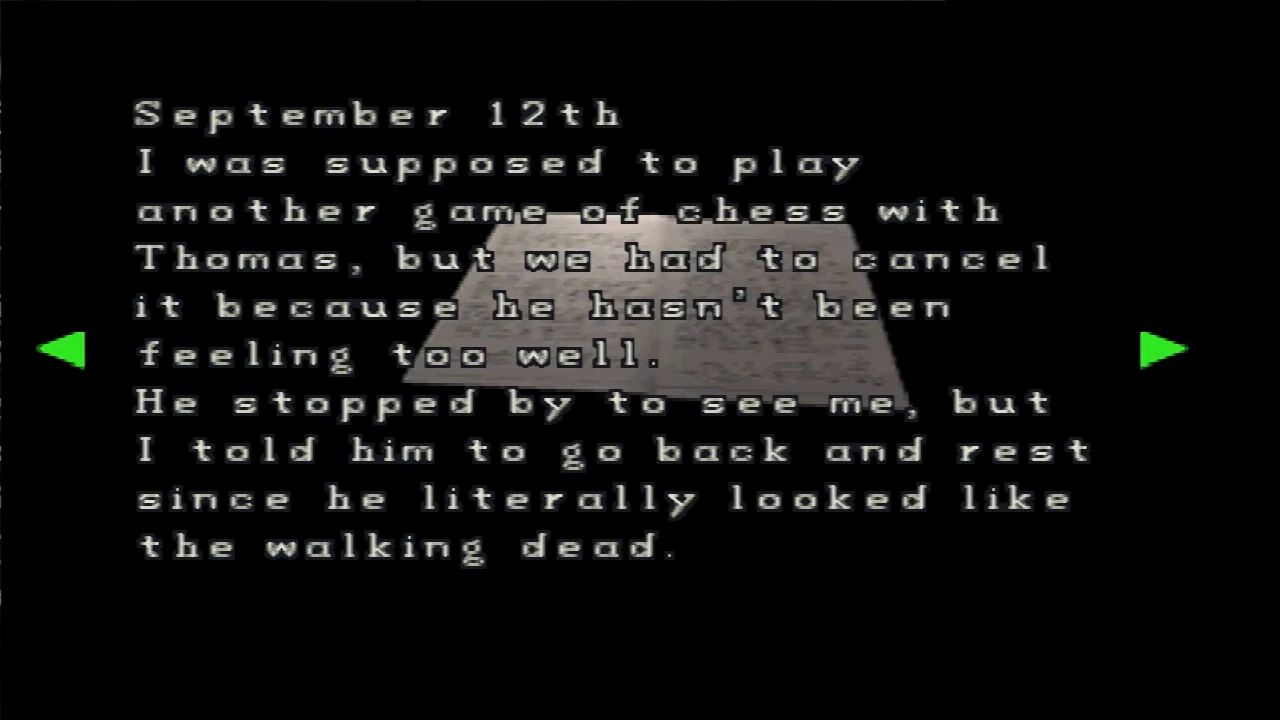 September 12th
I was supposed to play
another game of chess with
Thomas, but we had to cancel
it because he hasn't been
feeling too well.
He stopped by to see me, but
I told him to go back and rest
since he literally looked like
the walking dead.